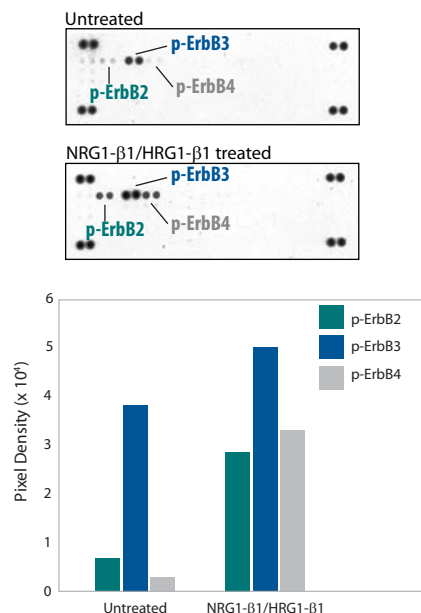 Untreated
p-ErbB3
p-ErbB2
p-ErbB4
NRG1-β1/HRG1-β1 treated
p-ErbB3
p-ErbB4
p-ErbB2
6
5
4
3
2
1
0
Pixel Density (x 10⁴)
p-ErbB2
p-ErbB3
p-ErbB4
Untreated
NRG1-β1/HRG1-β1